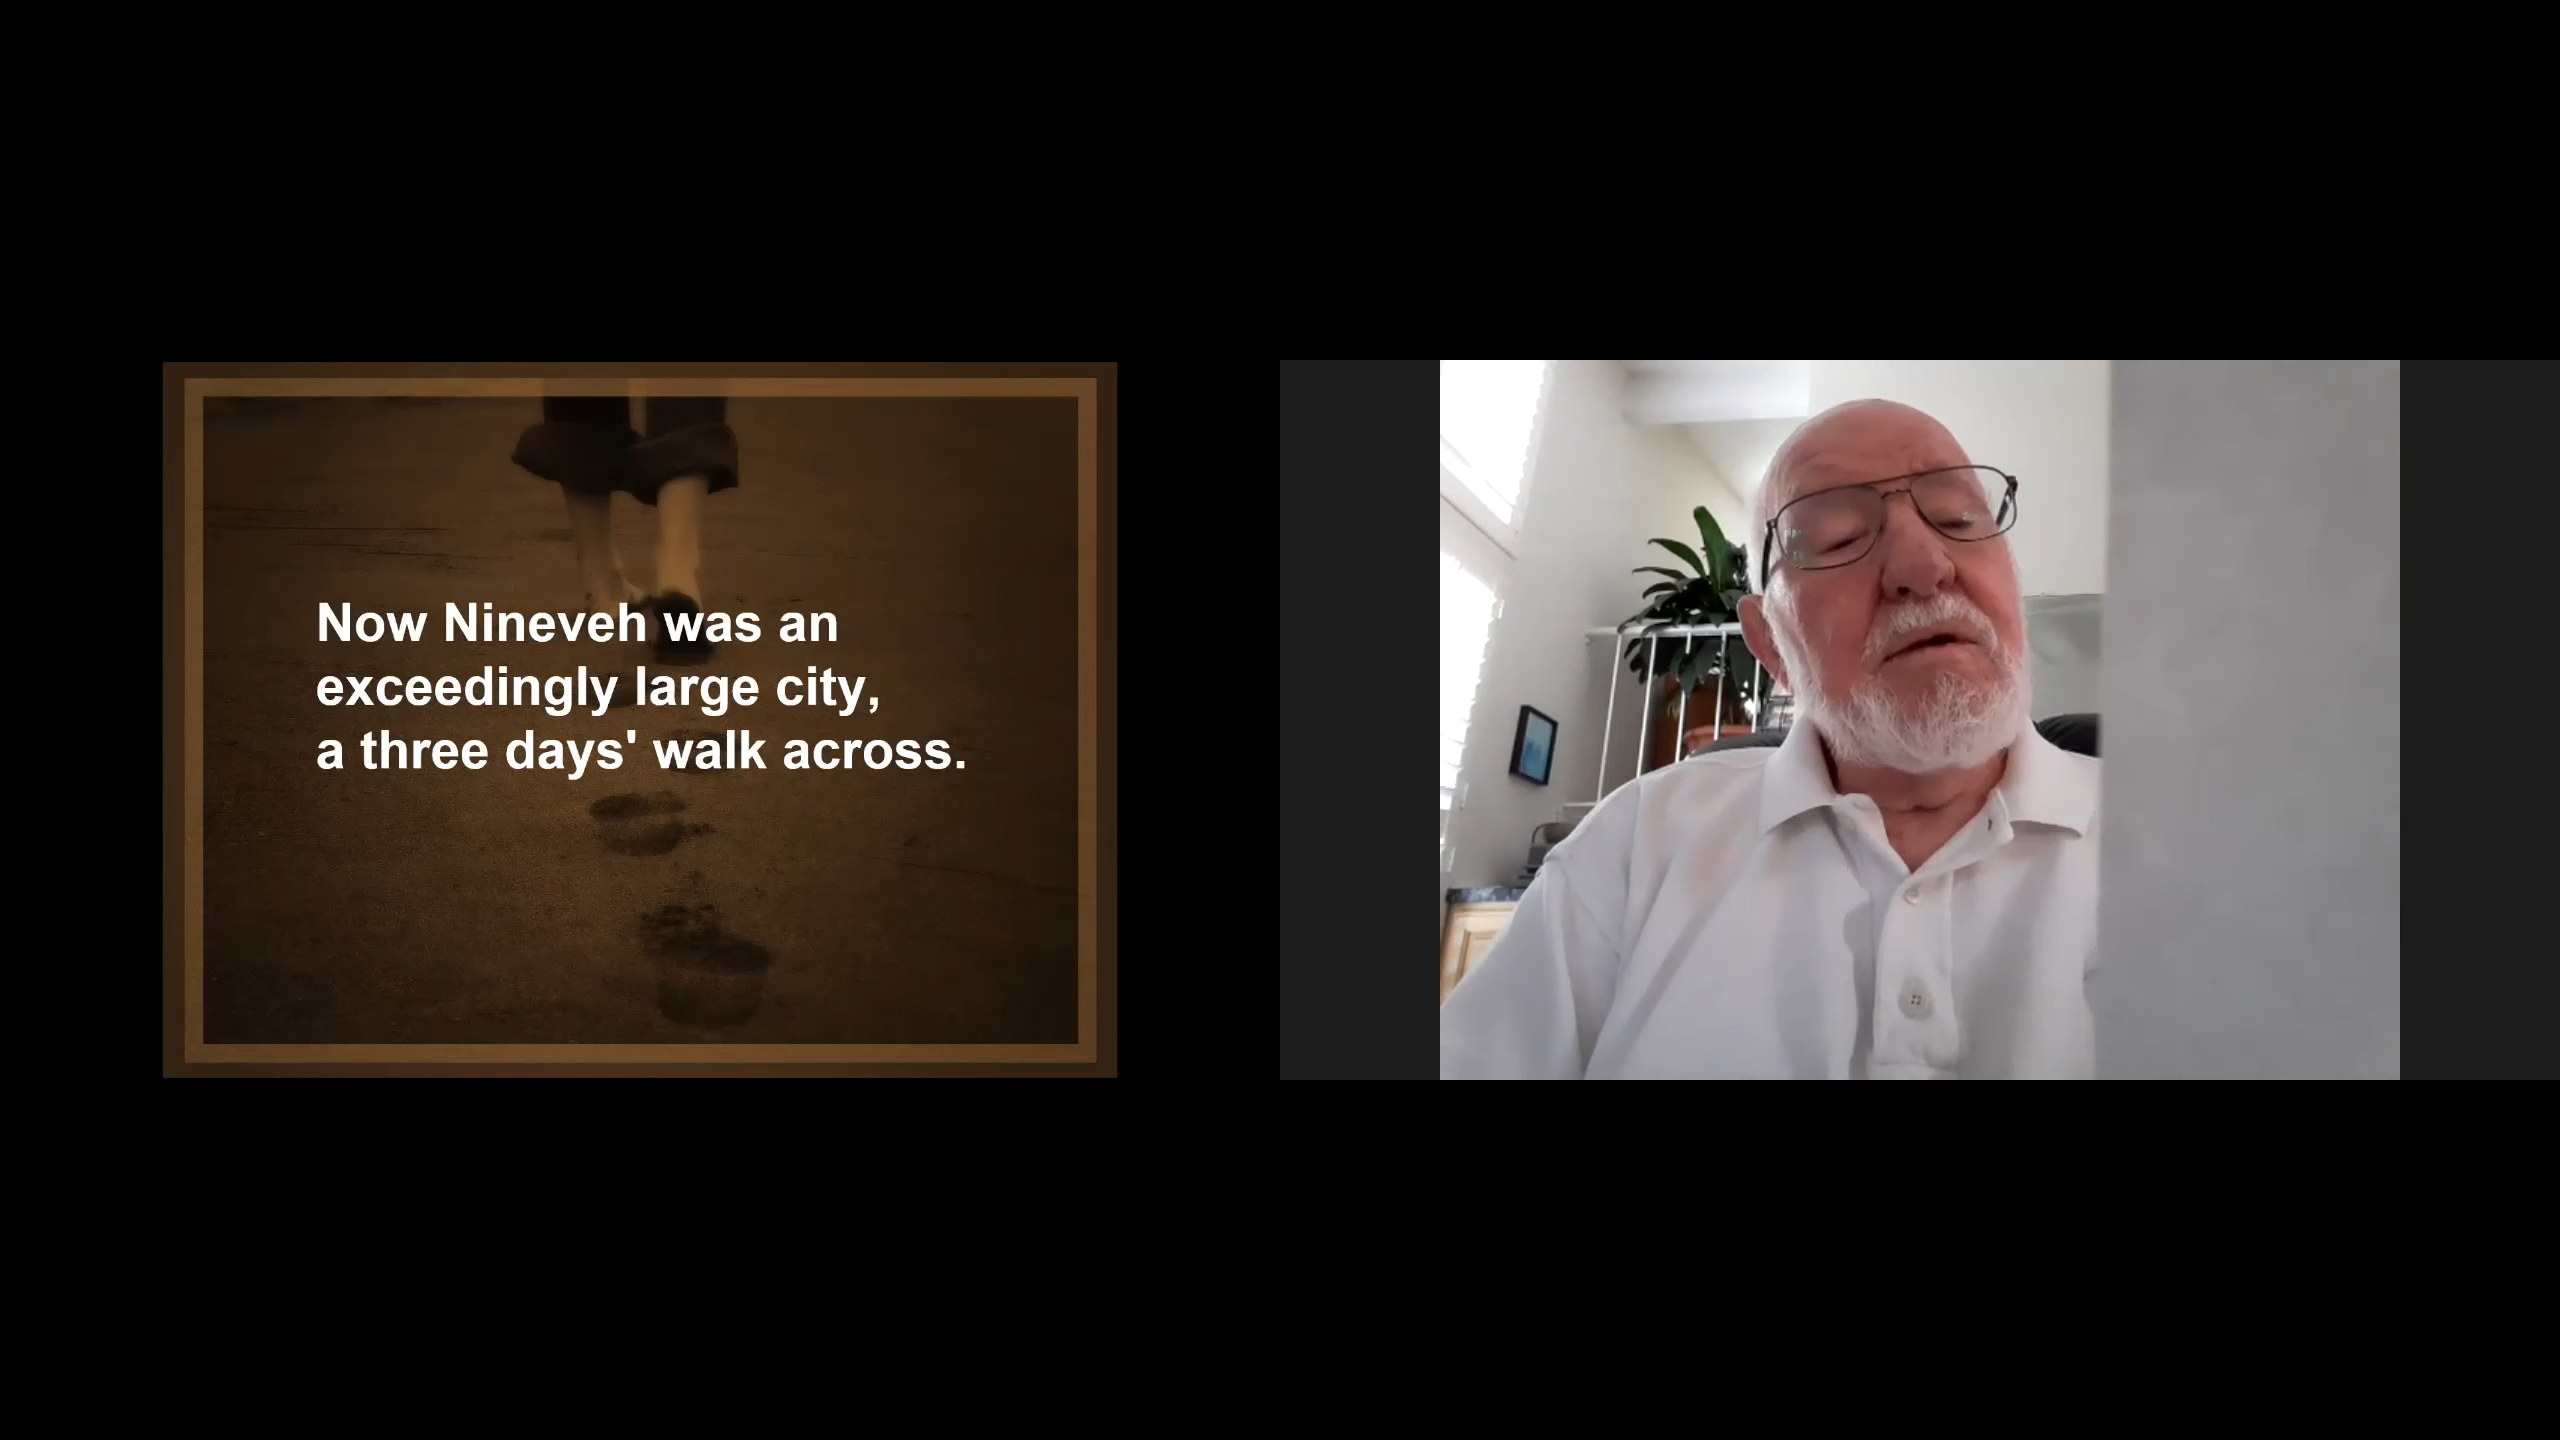 Now Nineveh was an
exceedingly large city,
a three days' walk across.